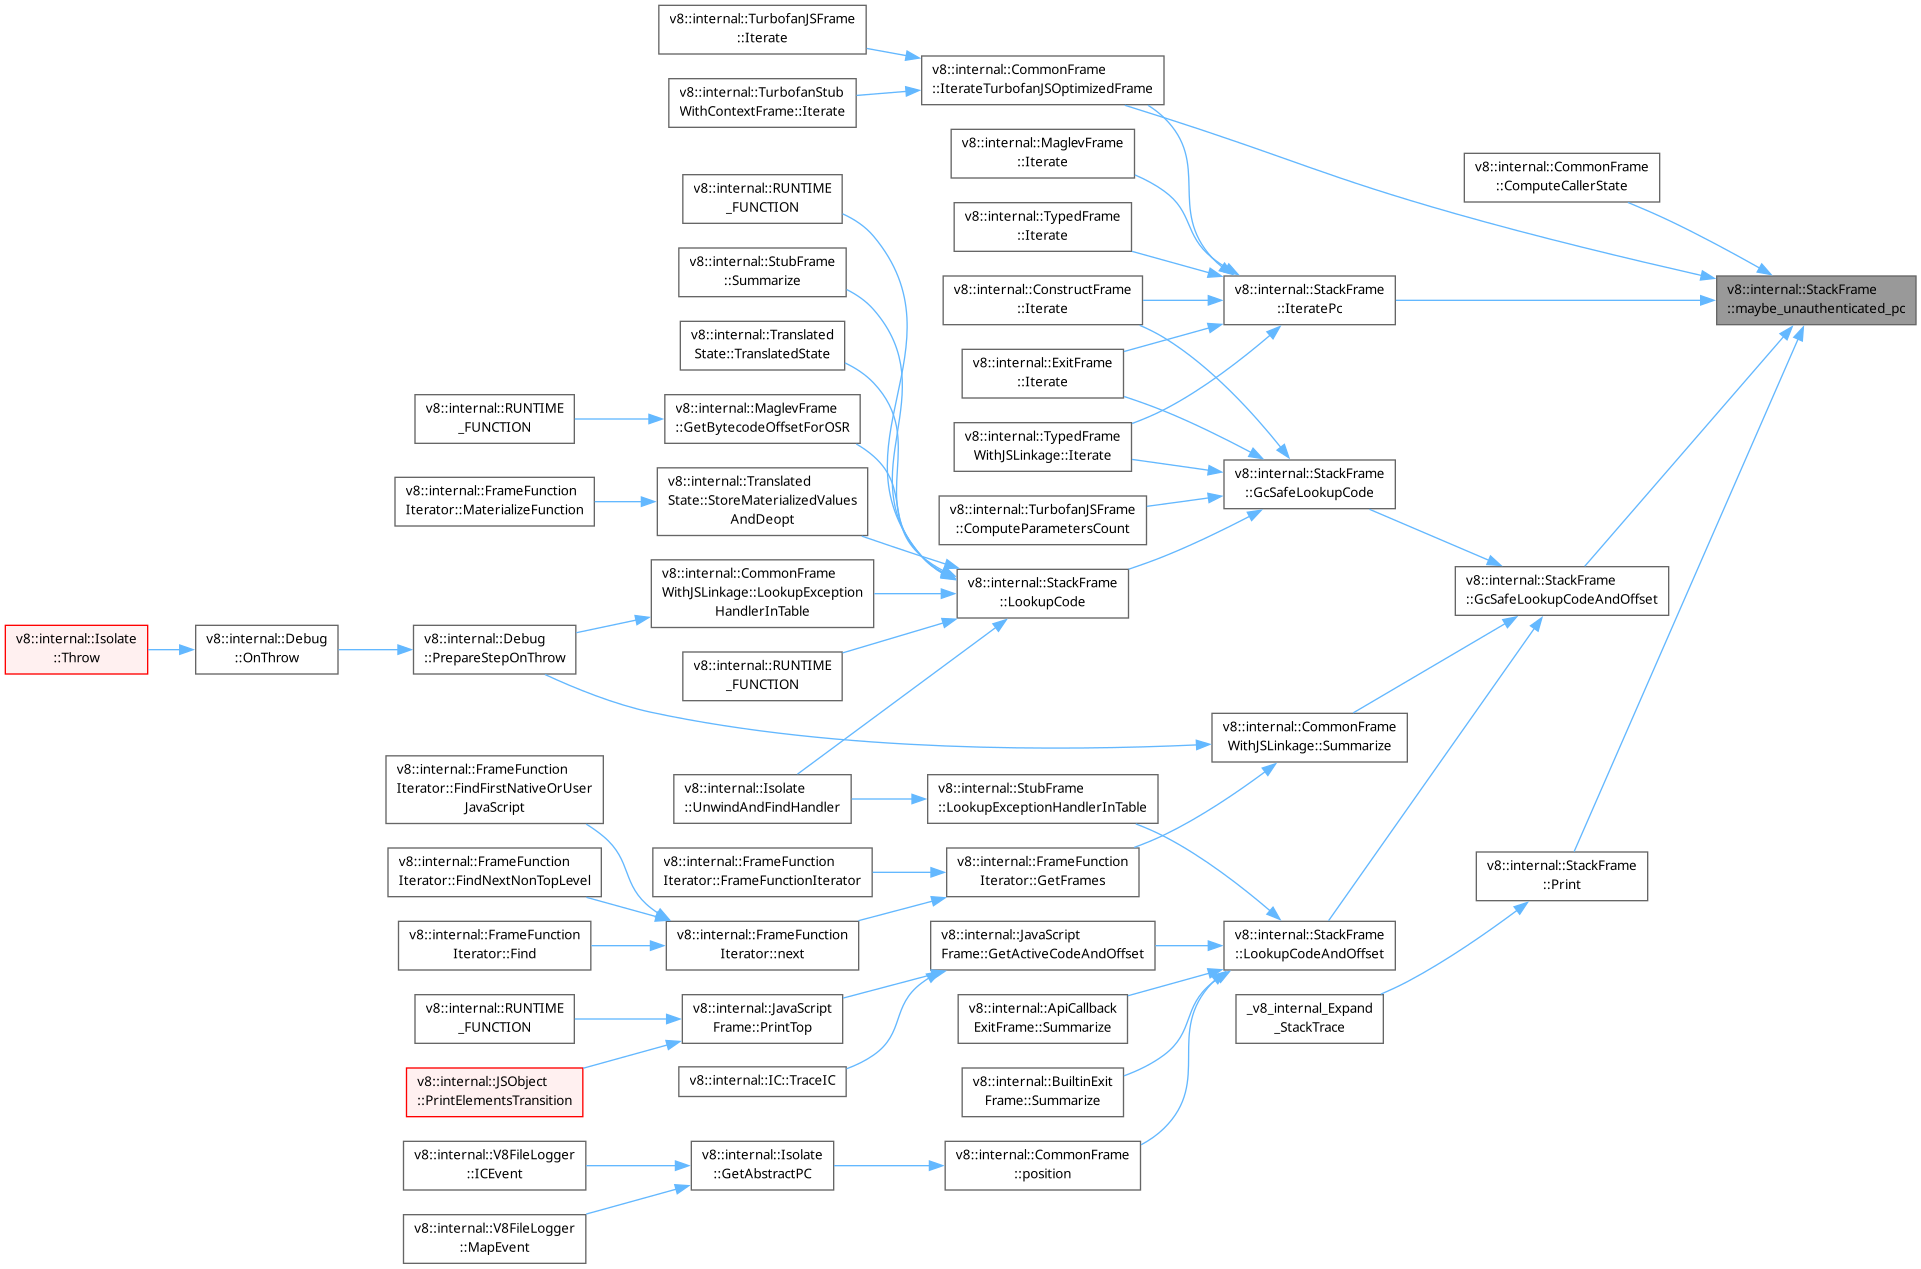 v8::internal::TurbofanJSFrame
::Iterate
v8::internal::TurbofanStub
WithContextFrame::Iterate
v8::internal::CommonFrame
::IterateTurbofanJSOptimizedFrame
v8::internal::MaglevFrame
::Iterate
v8::internal::CommonFrame
::ComputeCallerState
v8::internal::RUNTIME
_FUNCTION
v8::internal::TypedFrame
::Iterate
v8::internal::StubFrame
::Summarize
v8::internal::ConstructFrame
::Iterate
v8::internal::StackFrame
::IteratePc
v8::internal::StackFrame
::maybe_unauthenticated_pc
v8::internal::Translated
State::TranslatedState
v8::internal::ExitFrame
::Iterate
v8::internal::RUNTIME
_FUNCTION
v8::internal::MaglevFrame
::GetBytecodeOffsetForOSR
v8::internal::TypedFrame
WithJSLinkage::Iterate
v8::internal::StackFrame
::GcSafeLookupCode
v8::internal::FrameFunction
Iterator::MaterializeFunction
v8::internal::Translated
State::StoreMaterializedValues
AndDeopt
v8::internal::TurbofanJSFrame
::ComputeParametersCount
v8::internal::CommonFrame
WithJSLinkage::LookupException
HandlerInTable
v8::internal::StackFrame
::LookupCode
v8::internal::StackFrame
::GcSafeLookupCodeAndOffset
v8::internal::Isolate
::Throw
v8::internal::Debug
::OnThrow
v8::internal::Debug
::PrepareStepOnThrow
v8::internal::RUNTIME
_FUNCTION
v8::internal::CommonFrame
WithJSLinkage::Summarize
v8::internal::FrameFunction
Iterator::FindFirstNativeOrUser
JavaScript
v8::internal::Isolate
::UnwindAndFindHandler
v8::internal::StubFrame
::LookupExceptionHandlerInTable
v8::internal::FrameFunction
Iterator::FindNextNonTopLevel
v8::internal::FrameFunction
Iterator::FrameFunctionIterator
v8::internal::FrameFunction
Iterator::GetFrames
v8::internal::StackFrame
::Print
v8::internal::FrameFunction
Iterator::Find
v8::internal::FrameFunction
Iterator::next
v8::internal::JavaScript
Frame::GetActiveCodeAndOffset
v8::internal::StackFrame
::LookupCodeAndOffset
v8::internal::RUNTIME
_FUNCTION
v8::internal::JavaScript
Frame::PrintTop
v8::internal::ApiCallback
ExitFrame::Summarize
_v8_internal_Expand
_StackTrace
v8::internal::JSObject
::PrintElementsTransition
v8::internal::IC::TraceIC
v8::internal::BuiltinExit
Frame::Summarize
v8::internal::V8FileLogger
::ICEvent
v8::internal::Isolate
::GetAbstractPC
v8::internal::CommonFrame
::position
v8::internal::V8FileLogger
::MapEvent